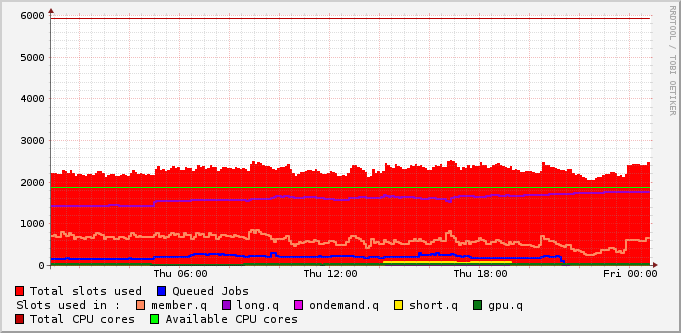 RRDTOOL / TOBI OETIKER
6000
5000
4000
3000
2000
1000
0
Thu 06:00 Thu 12:00 Thu 18:00 Fri 00:00
Total slots used Queued Jobs
Slots used in : member.q long.q ondemand.q short.q gpu.q
Total CPU cores Available CPU cores